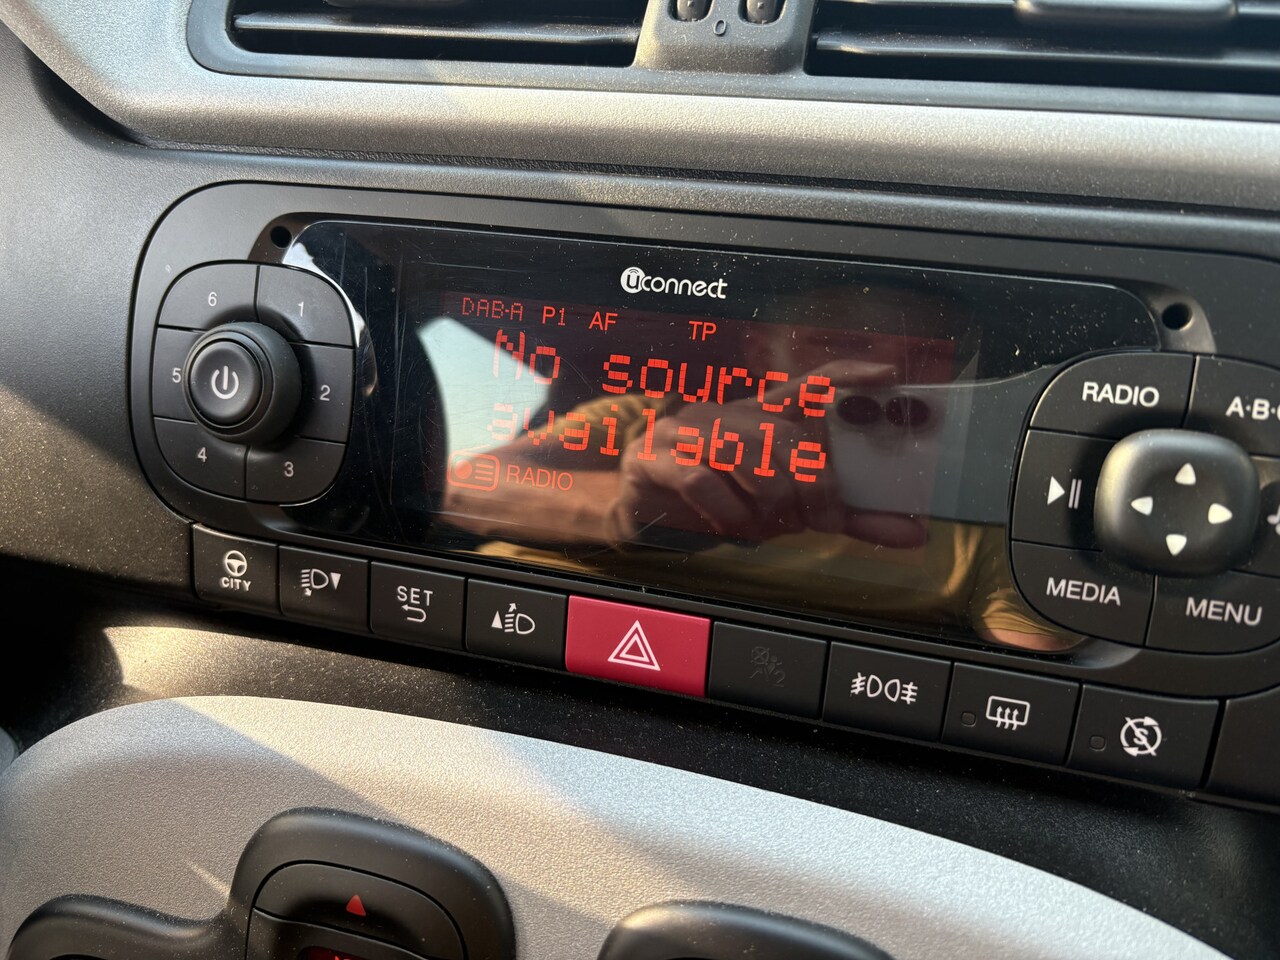 0
uconnect
DAB-A P1 AF TP
No source
available
RADIO
6
1
5
2
4
3
RADIO
A·B·
MEDIA
MENU
CITY
SET
S